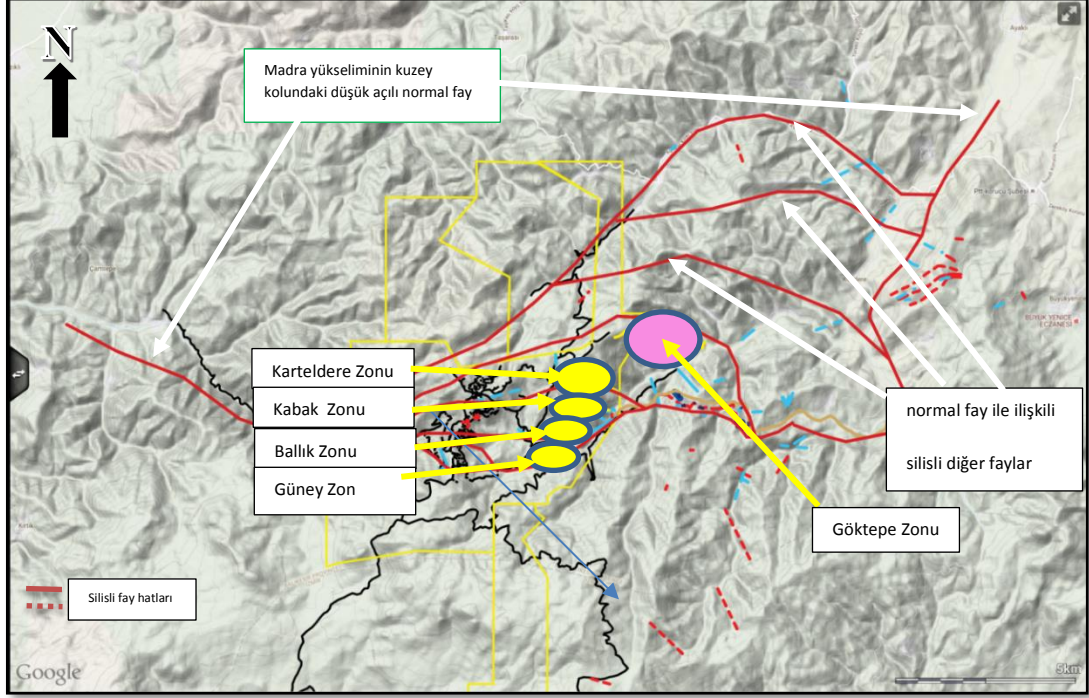 N
Madra yükseliminin kuzey
kolundaki düşük açılı normal fay
Karteldere Zonu
Kabak Zonu
Ballık Zonu
Güney Zon
normal fay ile ilişkili
silisli diğer faylar
Göktepe Zonu
Silisli fay hatları
Google
5km